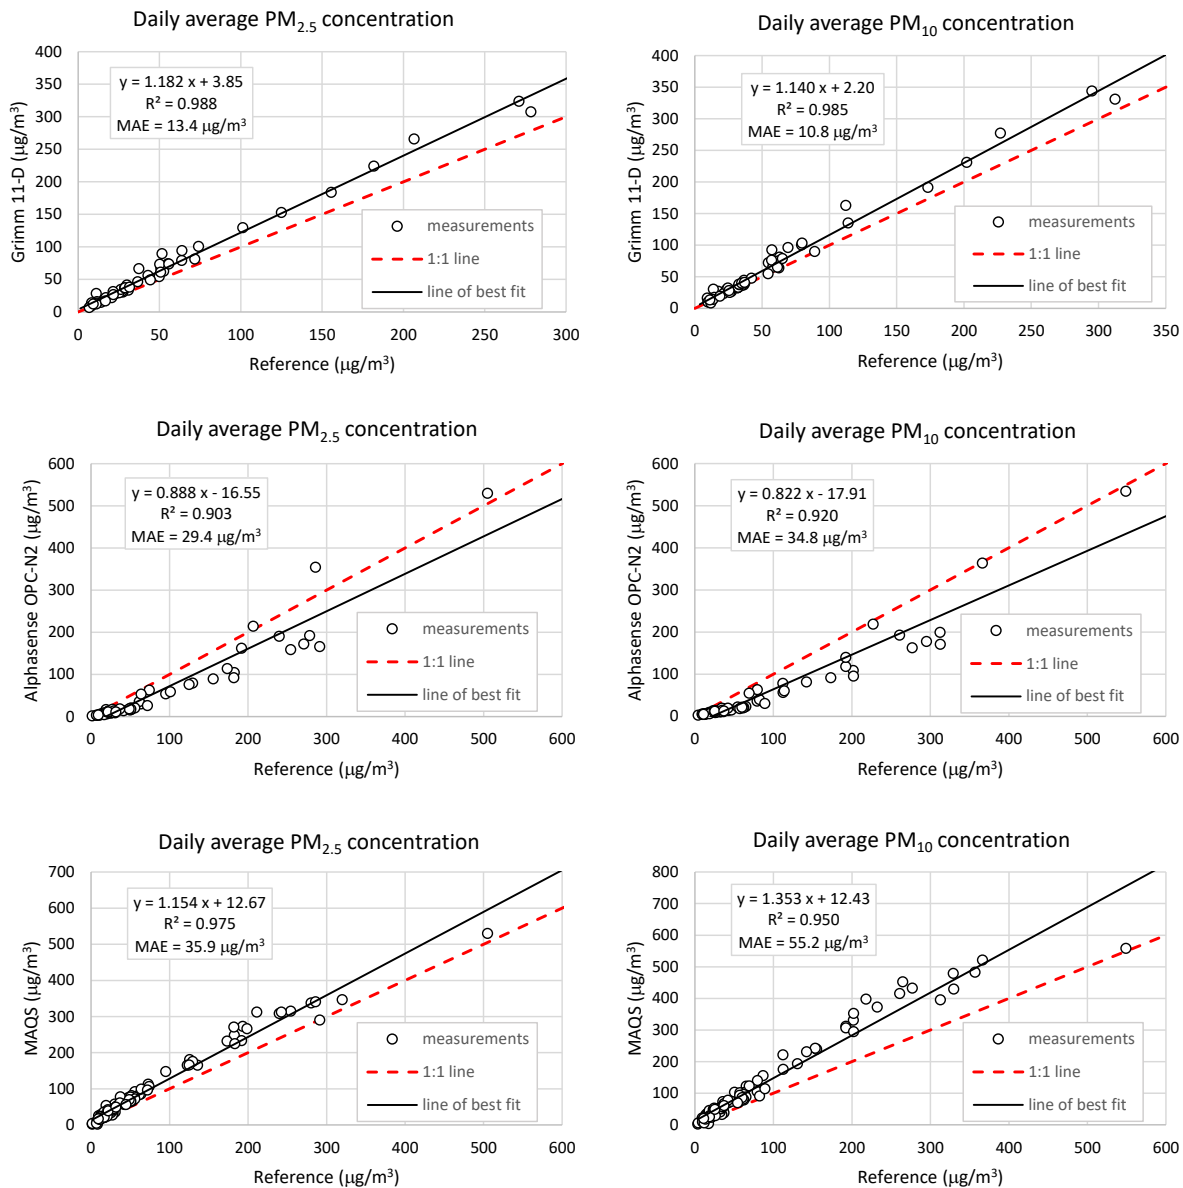 Daily average PM2.5 concentration
400
350
300
250
200
150
100
50
0
Grimm 11-D (μg/m³)
y = 1.182 x + 3.85
R² = 0.988
MAE = 13.4 μg/m³
measurements
1:1 line
line of best fit
0 50 100 150 200 250 300
Reference (μg/m³)
Daily average PM10 concentration
400
350
300
250
200
150
100
50
0
Grimm 11-D (μg/m³)
y = 1.140 x + 2.20
R² = 0.985
MAE = 10.8 μg/m³
measurements
1:1 line
line of best fit
0 50 100 150 200 250 300 350
Reference (μg/m³)
Daily average PM2.5 concentration
600
500
400
300
200
100
0
Alphasense OPC-N2 (μg/m³)
y = 0.888 x - 16.55
R² = 0.903
MAE = 29.4 μg/m³
measurements
1:1 line
line of best fit
0 100 200 300 400 500 600
Reference (μg/m³)
Daily average PM10 concentration
600
500
400
300
200
100
0
Alphasense OPC-N2 (μg/m³)
y = 0.822 x - 17.91
R² = 0.920
MAE = 34.8 μg/m³
measurements
1:1 line
line of best fit
0 100 200 300 400 500 600
Reference (μg/m³)
Daily average PM2.5 concentration
700
600
500
400
300
200
100
0
MAQS (μg/m³)
y = 1.154 x + 12.67
R² = 0.975
MAE = 35.9 μg/m³
measurements
1:1 line
line of best fit
0 100 200 300 400 500 600
Reference (μg/m³)
Daily average PM10 concentration
800
700
600
500
400
300
200
100
0
MAQS (μg/m³)
y = 1.353 x + 12.43
R² = 0.950
MAE = 55.2 μg/m³
measurements
1:1 line
line of best fit
0 100 200 300 400 500 600
Reference (μg/m³)